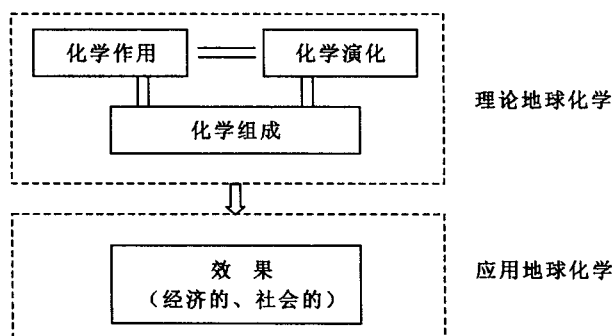 化学作用
化学演化
化学组成
理论地球化学
效 果
（经济的、社会的）
应用地球化学